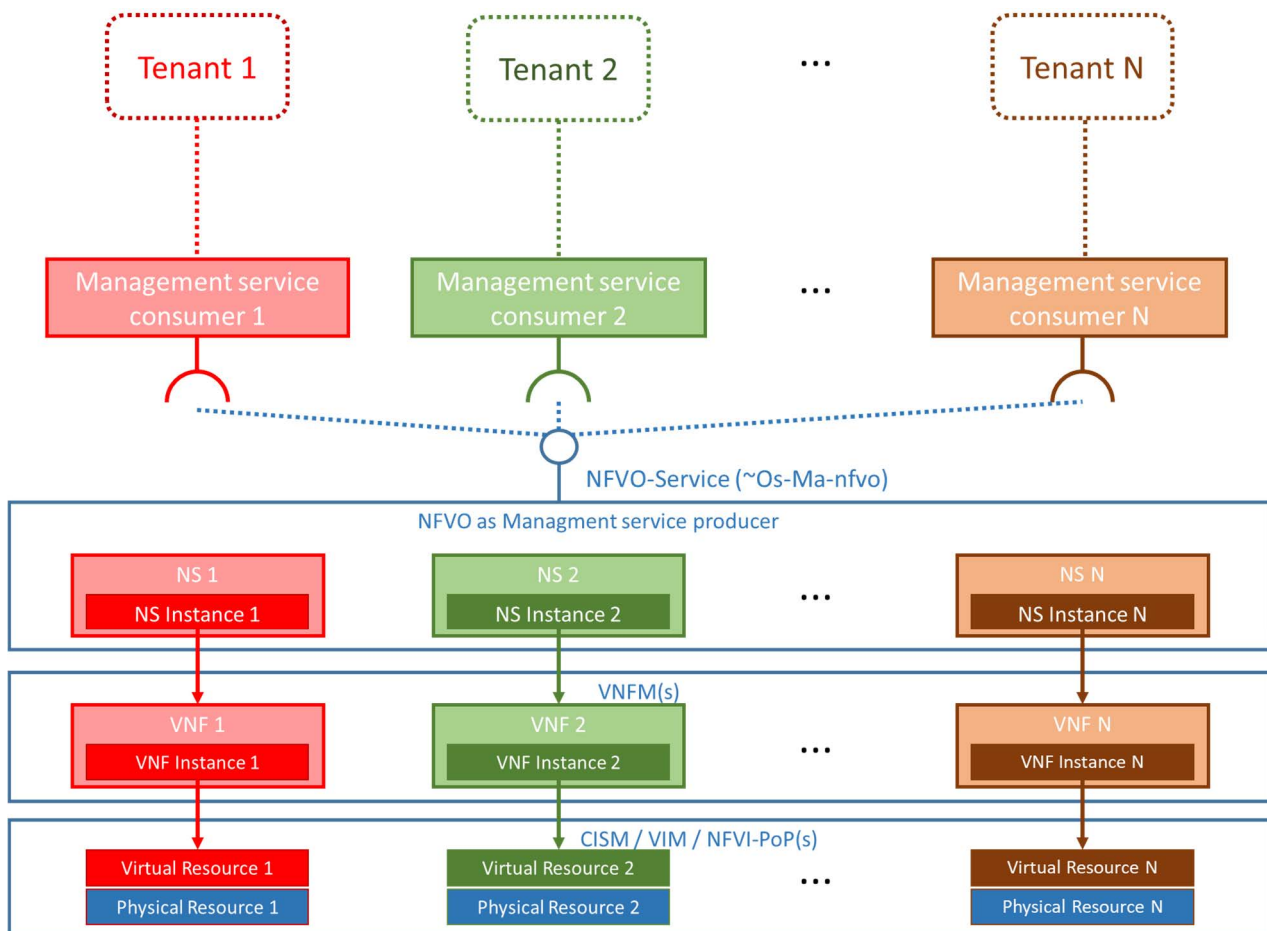 Tenant 1
Tenant 2
...
Tenant N
Management service
consumer 1
Management service
consumer 2
...
Management service
consumer N
NFVO-Service (~Os-Ma-nfvo)
NFVO as Managment service producer
NS 1
NS Instance 1
NS 2
NS Instance 2
...
NS N
NS Instance N
VNFM(s)
VNF 1
VNF Instance 1
VNF 2
VNF Instance 2
...
VNF N
VNF Instance N
CISM / VIM / NFVI-PoP(s)
Virtual Resource 1
Physical Resource 1
Virtual Resource 2
Physical Resource 2
...
Virtual Resource N
Physical Resource N